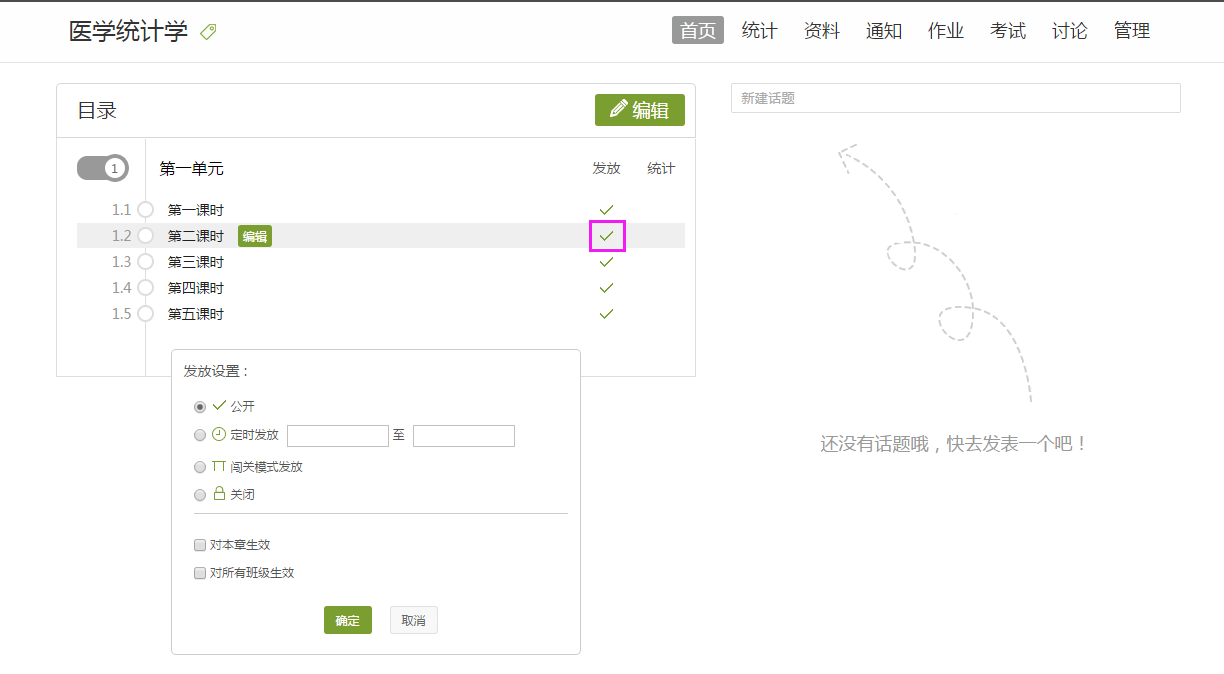 医学统计学
首页 统计 资料 通知 作业 考试 讨论 管理
目录 编辑
1 第一单元 发放 统计
1.1 第一课时
1.2 第二课时 编辑
1.3 第三课时
1.4 第四课时
1.5 第五课时
发放设置：
公开
定时发放 至
闯关模式发放
关闭
对本章生效
对所有班级生效
确定 取消
新建话题
还没有话题哦，快去发表一个吧！